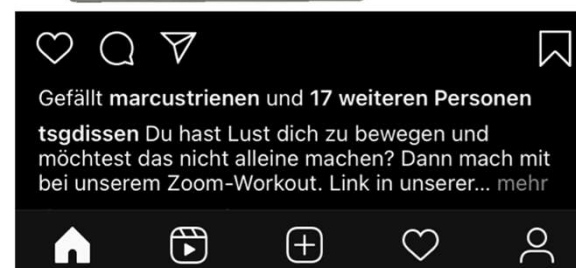 Gefällt marcustrienen und 17 weiteren Personen
tsgdissen Du hast Lust dich zu bewegen und
möchtest das nicht alleine machen? Dann mach mit
bei unserem Zoom-Workout. Link in unserer... mehr